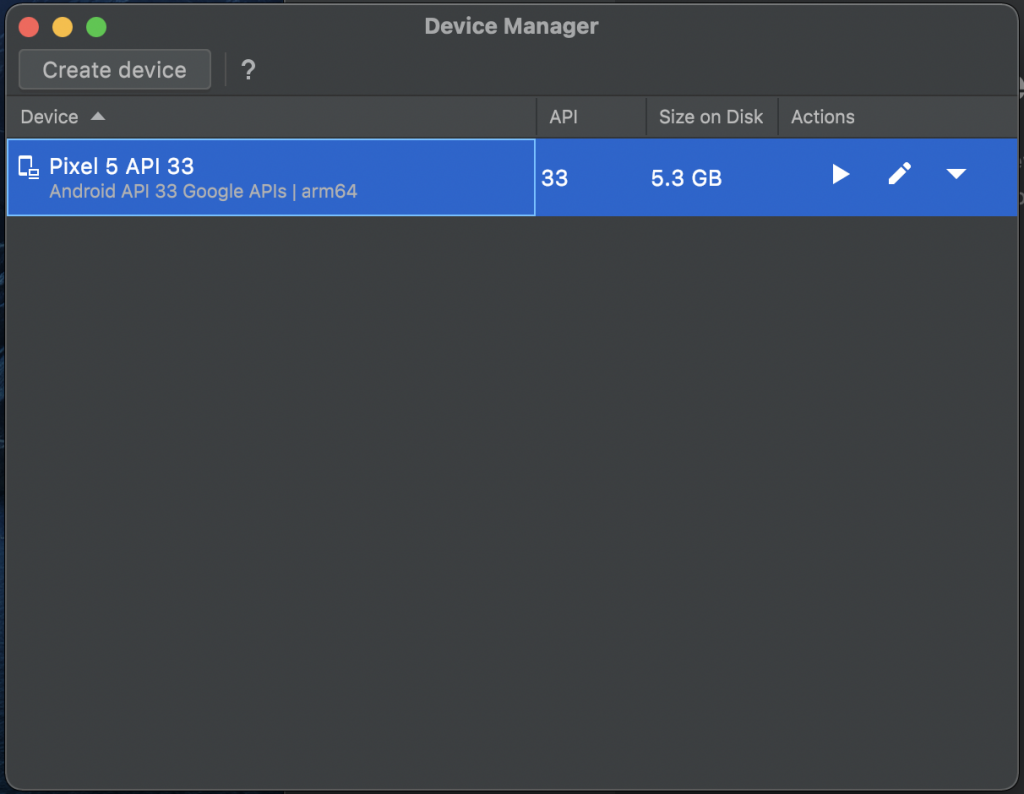 Device Manager
Create device ?
Device API Size on Disk Actions
Pixel 5 API 33 33 5.3 GB
Android API 33 Google APIs | arm64